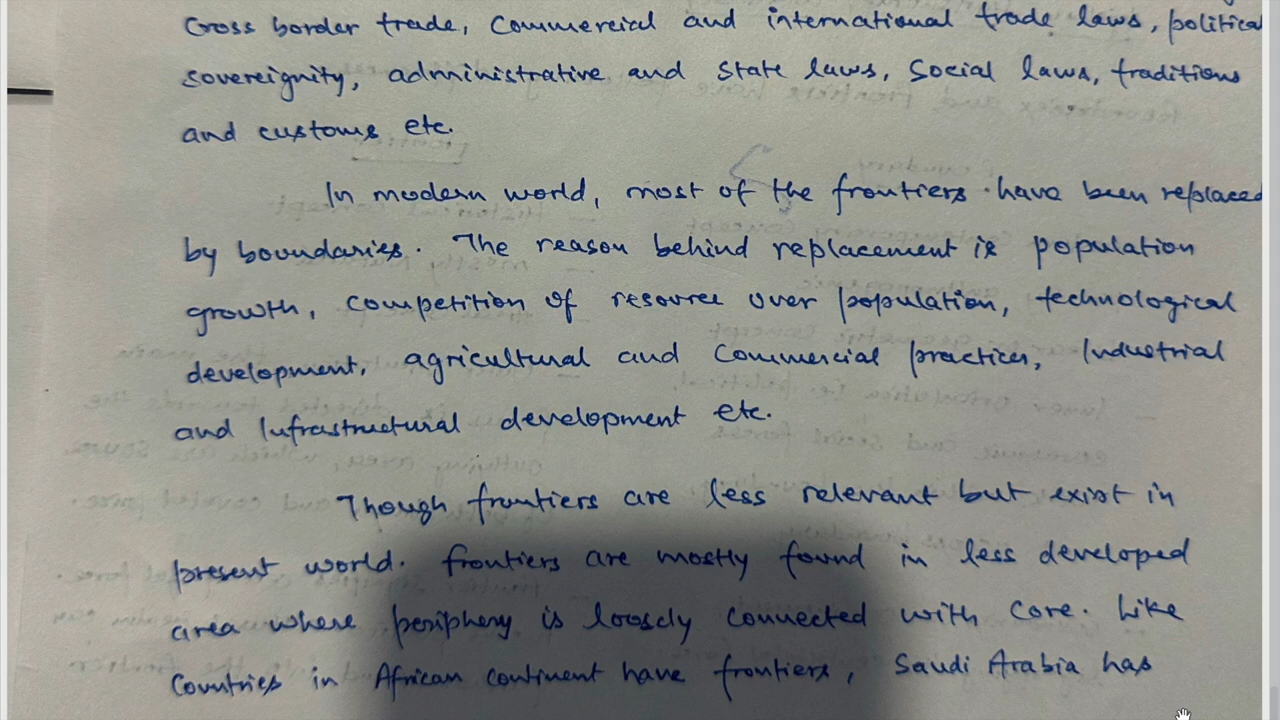 Cross border trade, Commercial and international trade laws, political
sovereignity, administrative and State laws, Social laws, traditions
and customs etc.
In modern world, most of the frontiers have been replaced
by boundaries. The reason behind replacement is population
growth, competition of resource over population, technological
development, agricultural and Commercial practices, Industrial
and Infrastructural development etc.
Though frontiers are less relevant but exist in
present world. frontiers are mostly found in less developed
area where periphery is loosely connected with Core. Like
Countries in African continent have frontiers, Saudi Arabia has